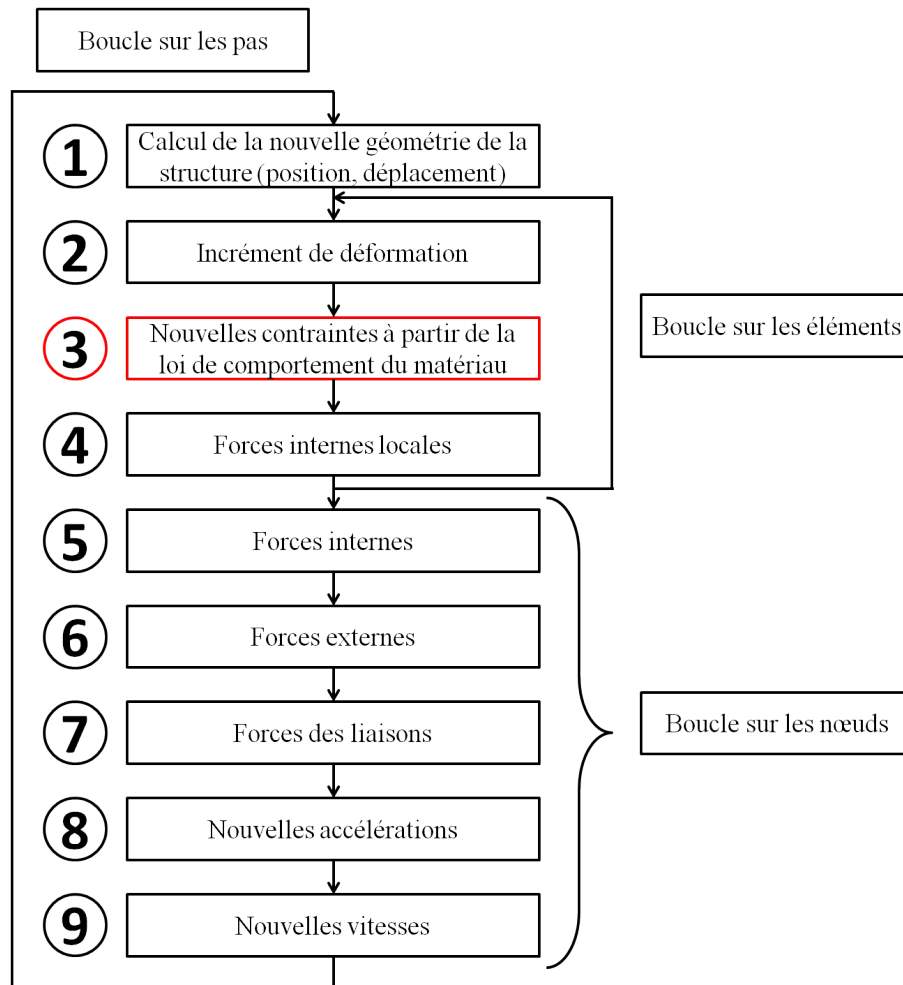 Boucle sur les pas
1
Calcul de la nouvelle géométrie de la
structure (position, déplacement)
2
Incrément de déformation
3
Nouvelles contraintes à partir de la
loi de comportement du matériau
Boucle sur les éléments
4
Forces internes locales
5
Forces internes
6
Forces externes
7
Forces des liaisons
Boucle sur les nœuds
8
Nouvelles accélérations
9
Nouvelles vitesses